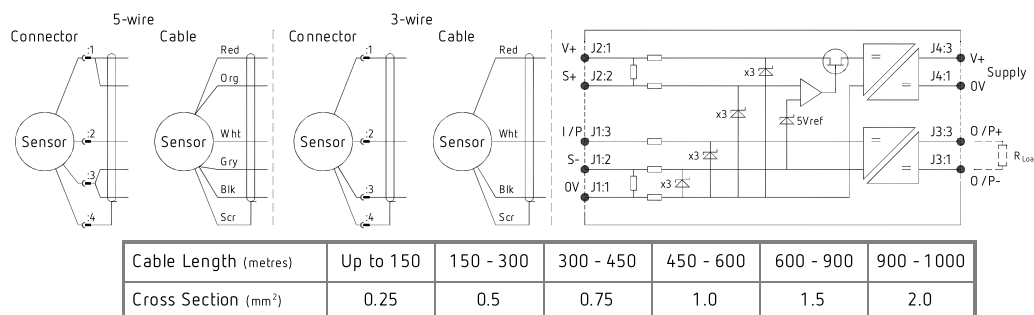 5-wire
3-wire
Connector
Cable
Connector
Cable
:1
Red
Org
Sensor
:2
Sensor
Wht
Gry
:3
Blk
:4
Scr
:1
Red
Sensor
:2
Sensor
Wht
:3
Blk
:4
Scr
V+ J2:1
S+ J2:2
I/P J1:3
S- J1:2
0V J1:1
x3
x3
x3
x3
5Vref
J4:3 V+
Supply
J4:1 0V
J3:3 O/P+
RLoa
J3:1 O/P-
Cable Length (metres) Up to 150 150 - 300 300 - 450 450 - 600 600 - 900 900 - 1000
Cross Section (mm²) 0.25 0.5 0.75 1.0 1.5 2.0